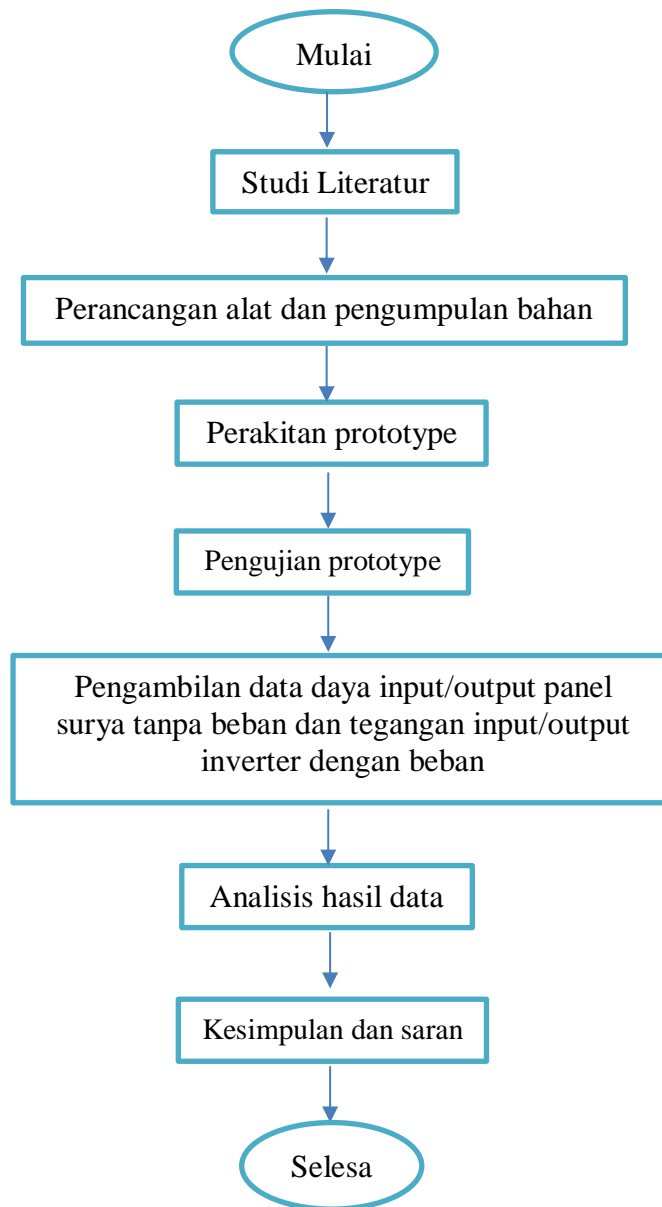 Mulai
Studi Literatur
Perancangan alat dan pengumpulan bahan
Perakitan prototype
Pengujian prototype
Pengambilan data daya input/output panel
surya tanpa beban dan tegangan input/output
inverter dengan beban
Analisis hasil data
Kesimpulan dan saran
Selesa